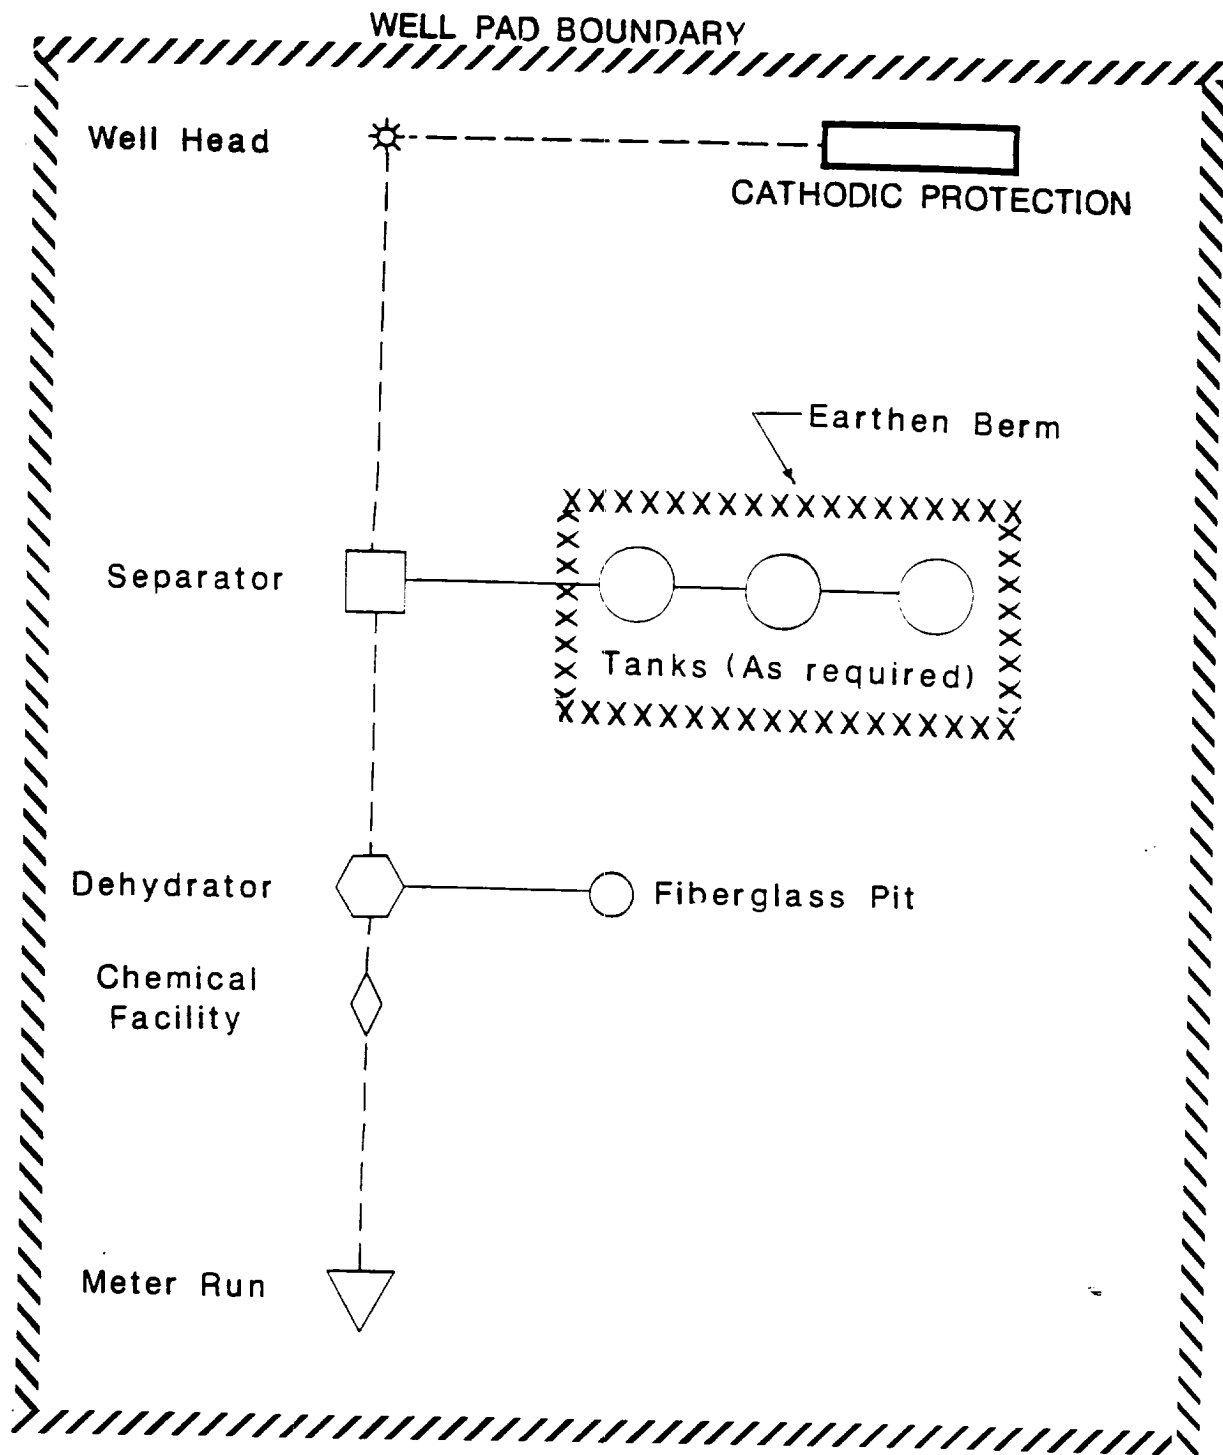 WELL PAD BOUNDARY
Well Head
CATHODIC PROTECTION
Earthen Berm
Separator
Tanks (As required)
Dehydrator
Fiberglass Pit
Chemical
Facility
Meter Run